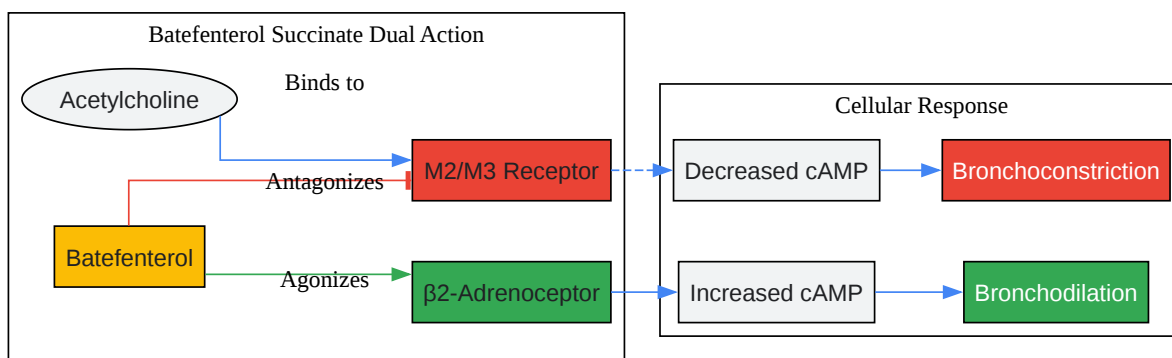 Batefenterol Succinate Dual Action
Binds to
Acetylcholine
Cellular Response
M2/M3 Receptor
Decreased cAMP
Bronchoconstriction
Antagonizes
Batefenterol
Agonizes
β2-Adrenoceptor
Increased cAMP
Bronchodilation